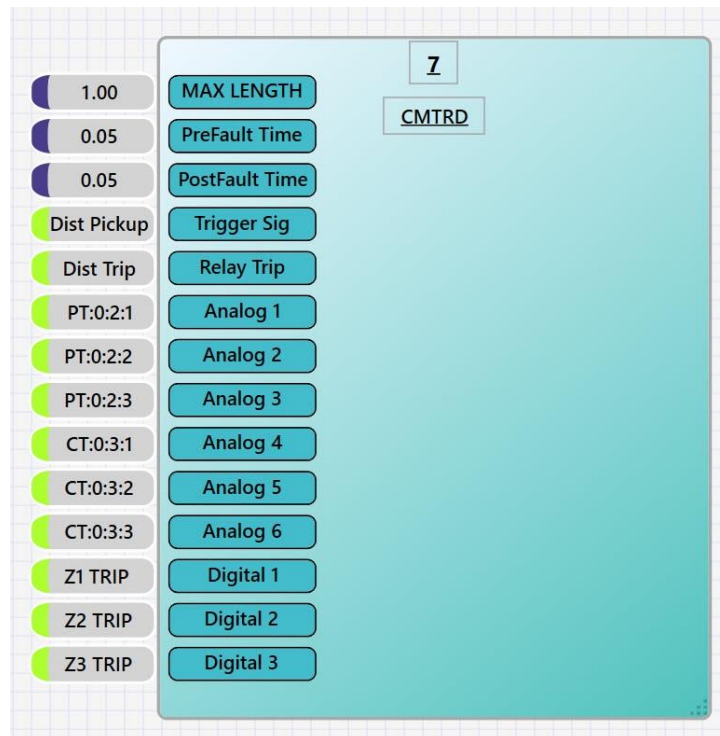 7
CMTRD
1.00 MAX LENGTH
0.05 PreFault Time
0.05 PostFault Time
Dist Pickup Trigger Sig
Dist Trip Relay Trip
PT:0:2:1 Analog 1
PT:0:2:2 Analog 2
PT:0:2:3 Analog 3
CT:0:3:1 Analog 4
CT:0:3:2 Analog 5
CT:0:3:3 Analog 6
Z1 TRIP Digital 1
Z2 TRIP Digital 2
Z3 TRIP Digital 3